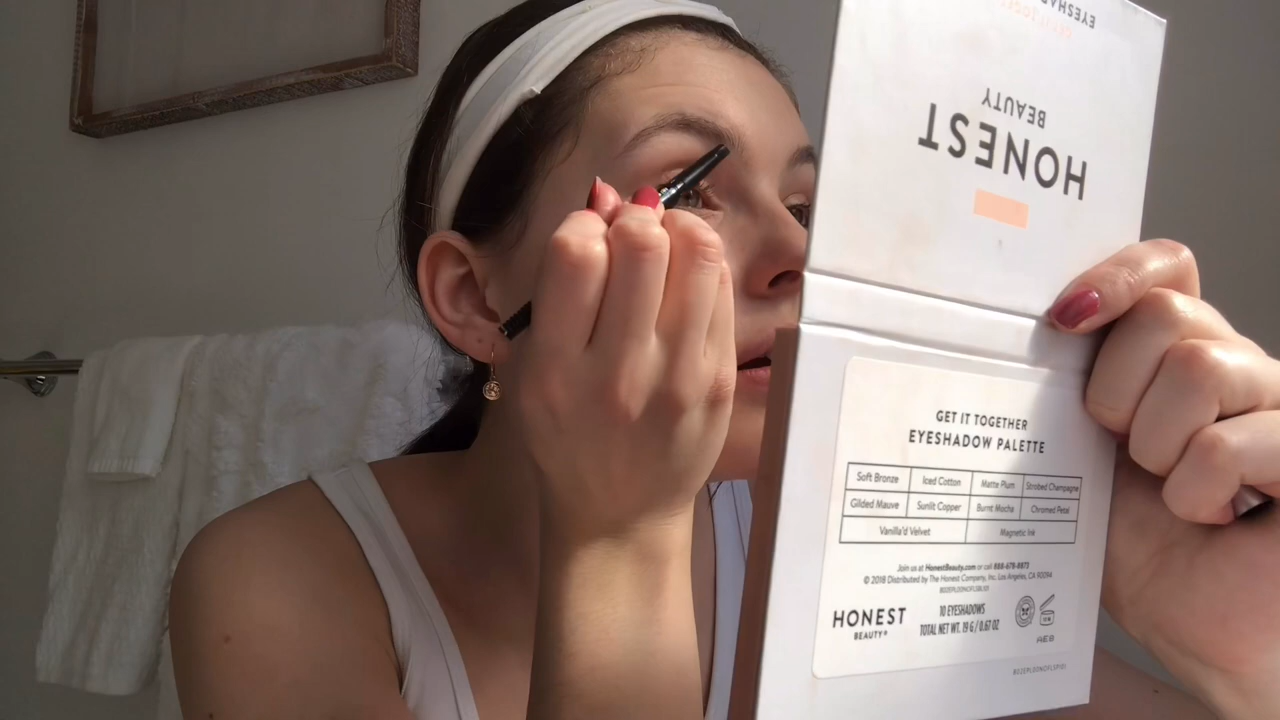 EYESHAD
BEAUTY
HONEST
GET IT TOGETHER
EYESHADOW PALETTE
Soft Bronze Iced Cotton Matte Plum Strobed Champagne
Gilded Mauve Sunlit Copper Burnt Mocha Chromed Petal
Vanilla'd Velvet Magnetic Ink
Join us at HonestBeauty.com or call 888-678-8873
© 2018 Distributed by The Honest Company, Inc. Los Angeles, CA 90094
HONEST
BEAUTY®
10 EYESHADOWS
TOTAL NET WT. 19 G / 0.67 OZ